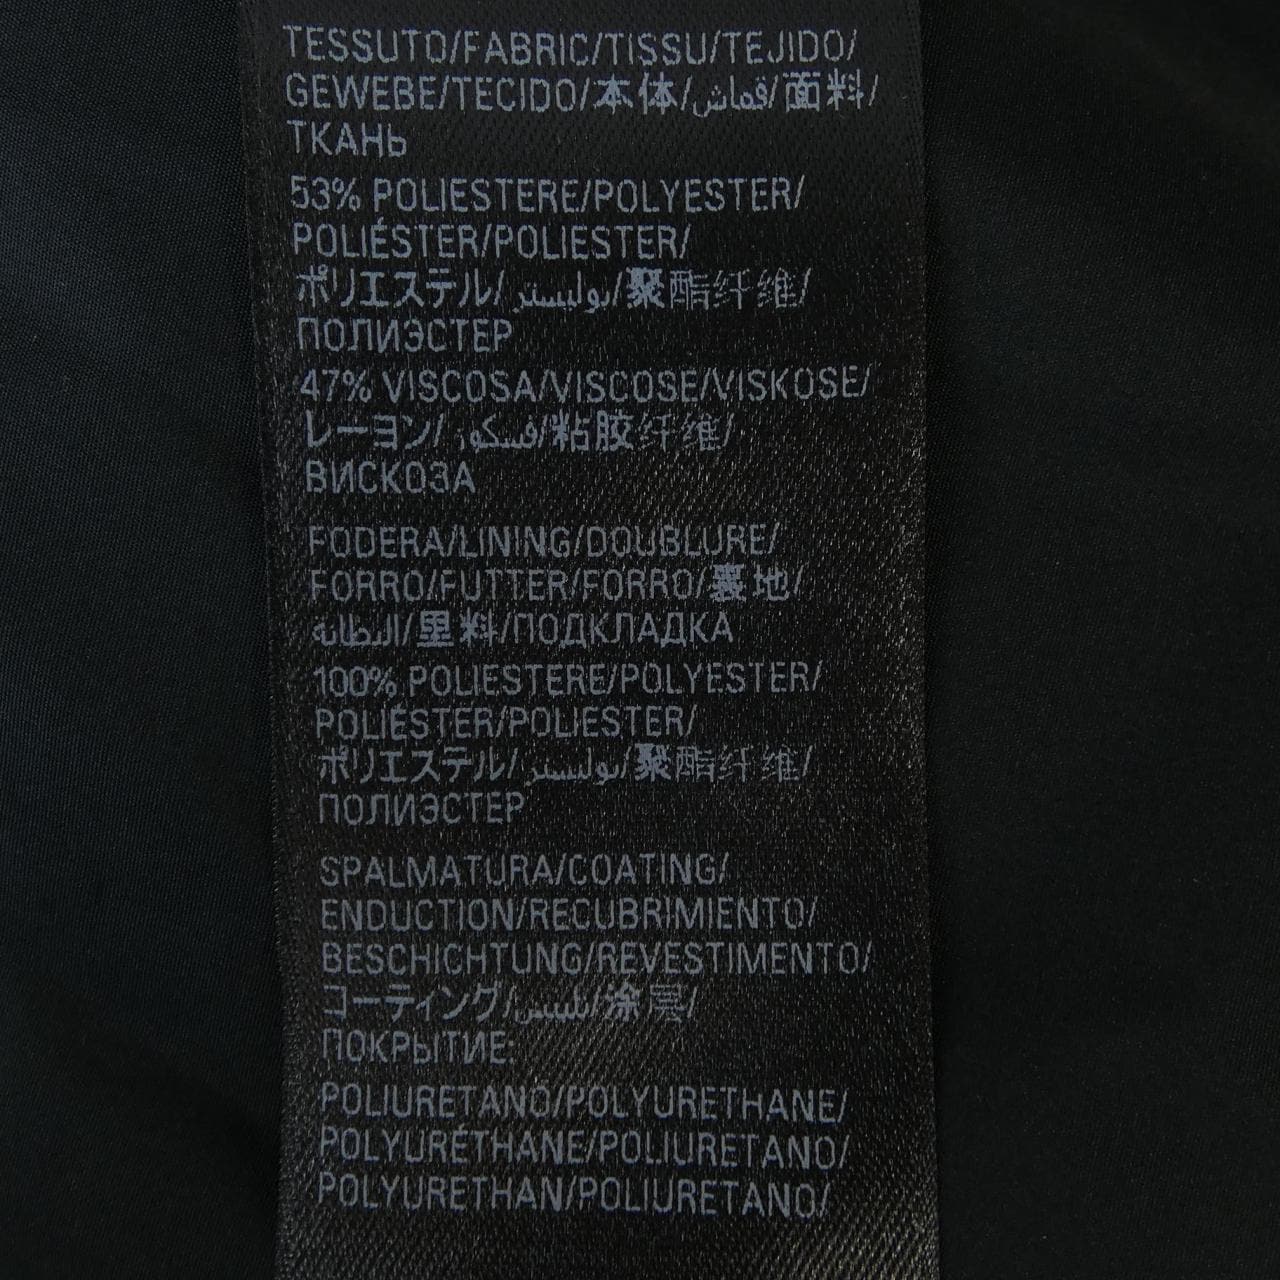 TESSUTO/FABRIC/TISSU/TEJIDO/
GEWEBE/TECIDO/本体/قماش/面料/
ТКАНЬ
53% POLIESTERE/POLYESTER/
POLIÉSTER/POLIESTER/
ポリエステル/بوليستر/聚酯纤维/
ПОЛИЭСТЕР
47% VISCOSA/VISCOSE/VISKOSE/
レーヨン/فسكوز/粘胶纤维/
ВИСКОЗА
FODERA/LINING/DOUBLURE/
FORRO/FUTTER/FORRO/裏地/
البطانة/里料/ПОДКЛАДКА
100% POLIESTERE/POLYESTER/
POLIÉSTER/POLIESTER/
ポリエステル/بوليستر/聚酯纤维/
ПОЛИЭСТЕР
SPALMATURA/COATING/
ENDUCTION/RECUBRIMIENTO/
BESCHICHTUNG/REVESTIMENTO/
コーティング/تلبيس/涂层/
ПОКРЫТИЕ:
POLIURETANO/POLYURETHANE/
POLYURÉTHANE/POLIURETANO/
POLYURETHAN/POLIURETANO/